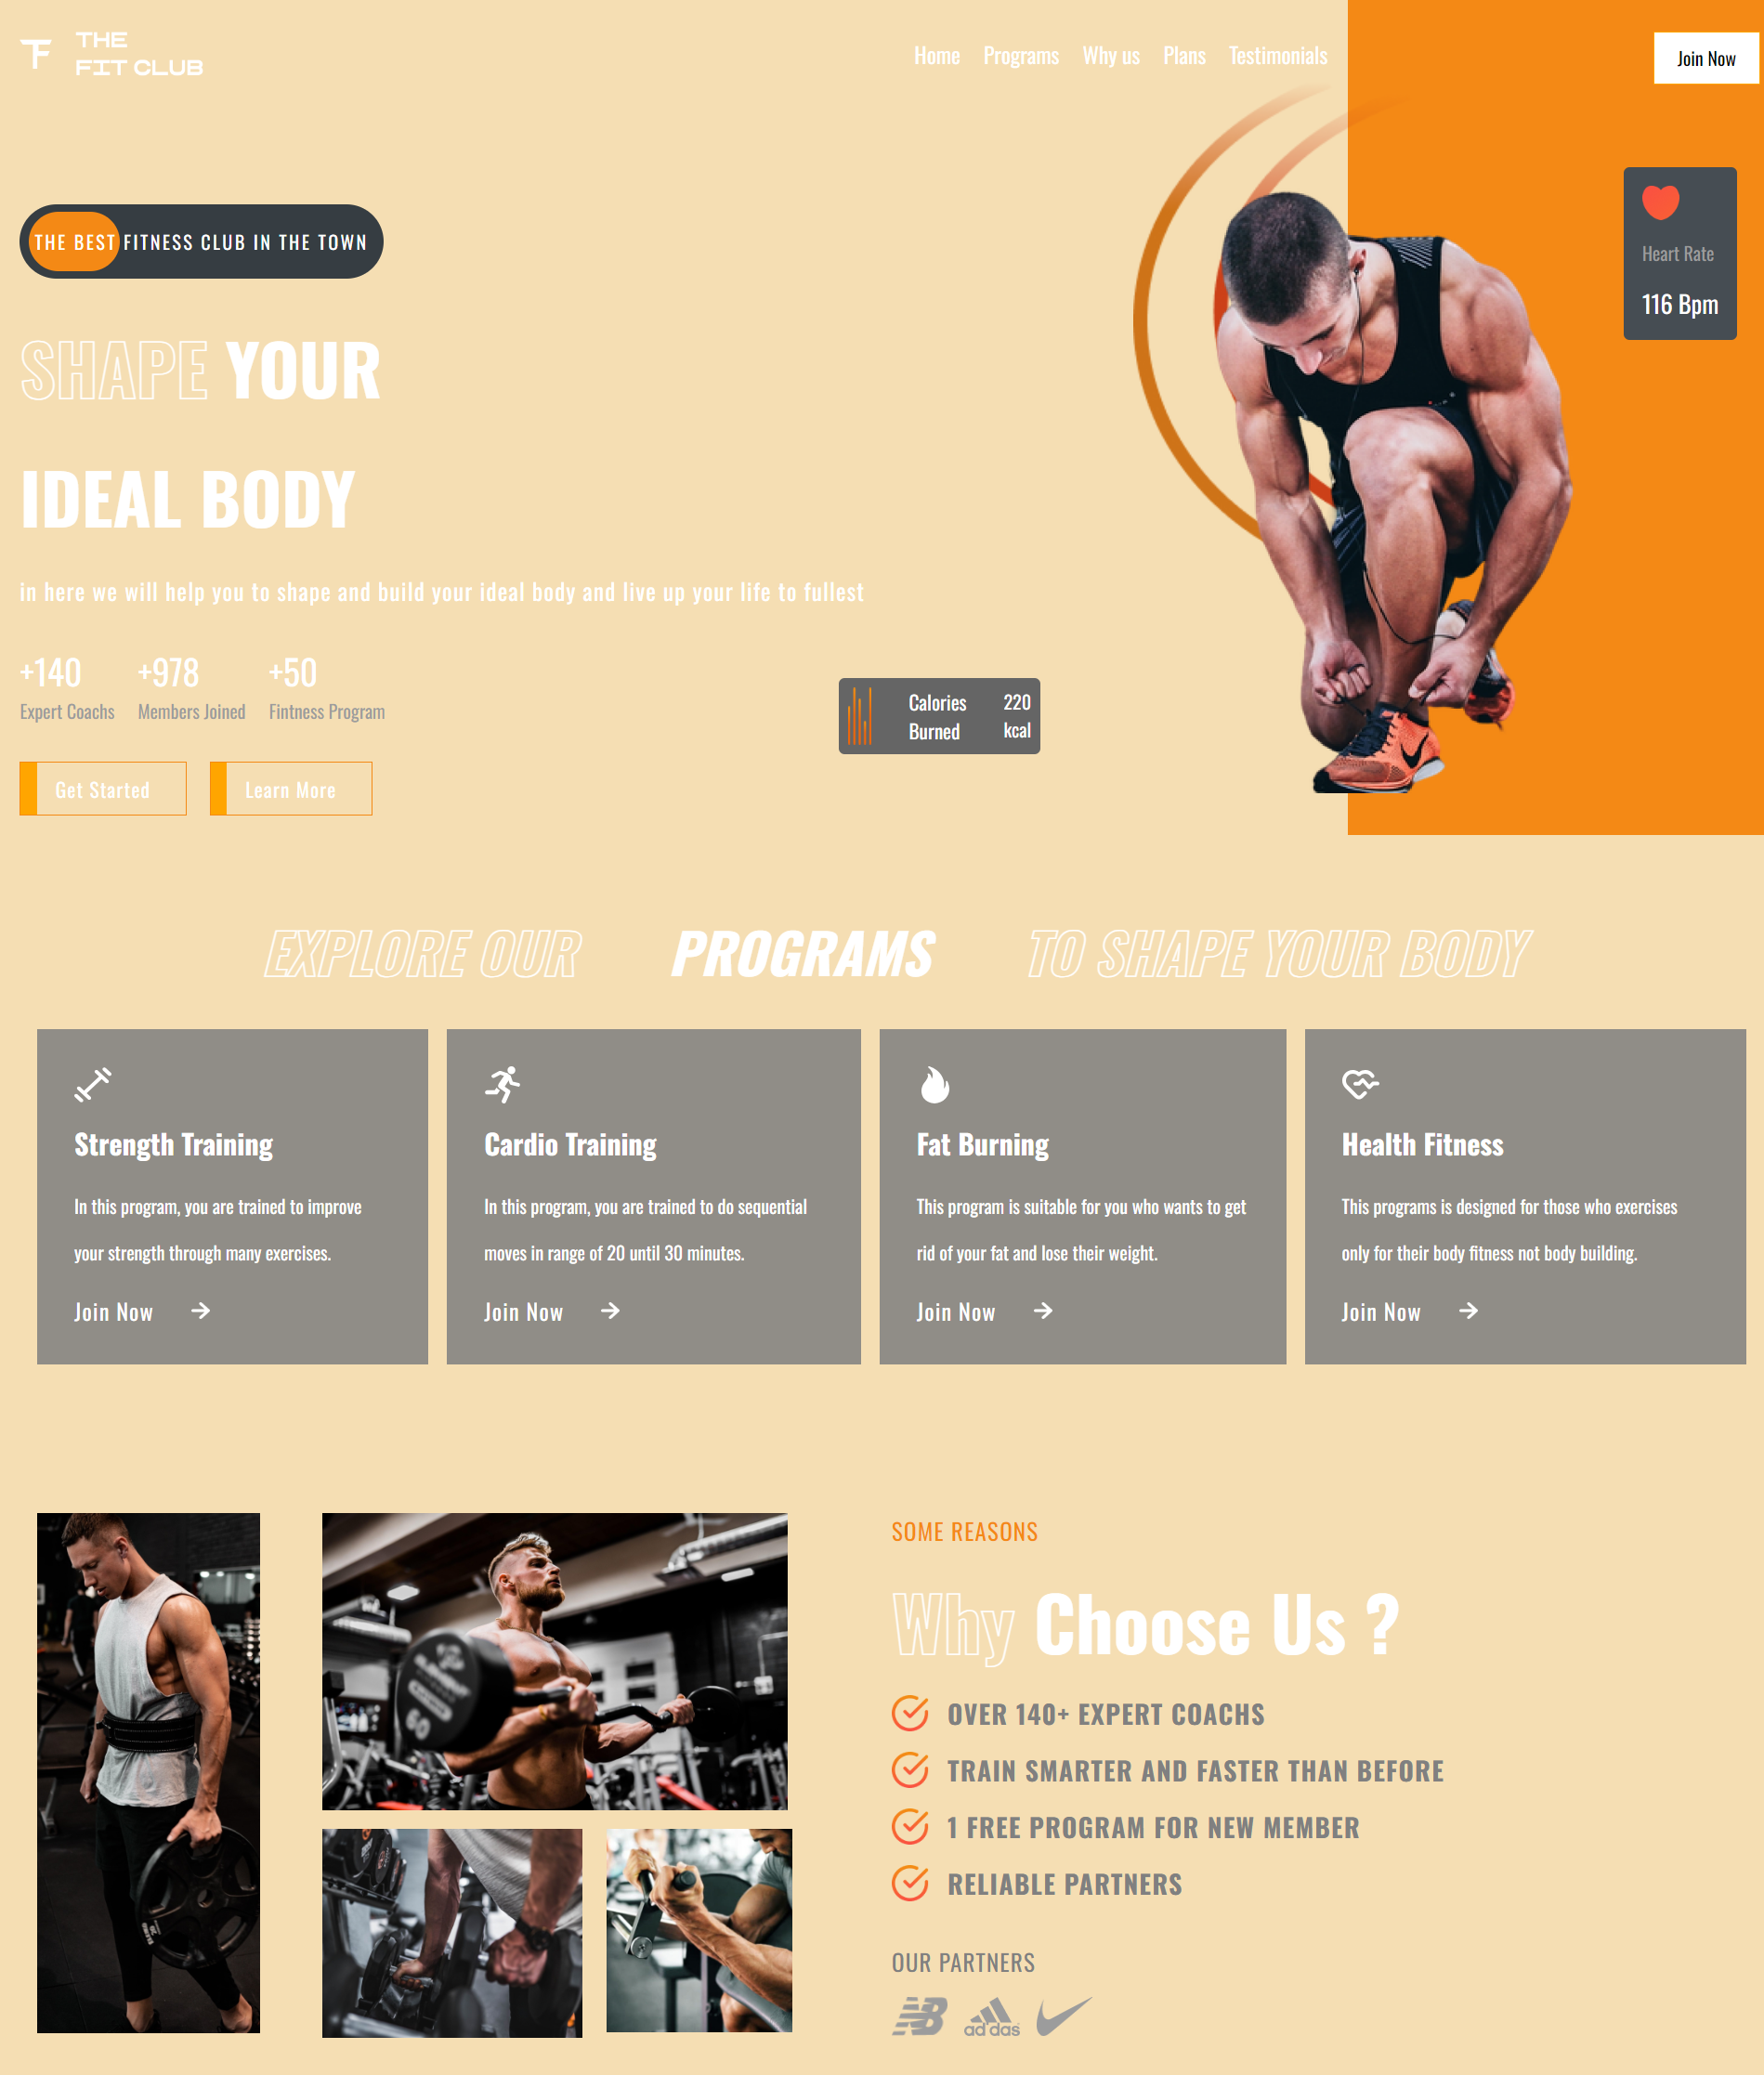 THE
FIT CLUB
Home Programs Why us Plans Testimonials
Join Now
THE BEST FITNESS CLUB IN THE TOWN
Heart Rate
116 Bpm
SHAPE YOUR
IDEAL BODY
in here we will help you to shape and build your ideal body and live up your life to fullest
+140 +978 +50
Expert Coachs Members Joined Fintness Program
Calories 220
Burned kcal
Get Started Learn More
EXPLORE OUR PROGRAMS TO SHAPE YOUR BODY
Strength Training
In this program, you are trained to improve
your strength through many exercises.
Join Now
Cardio Training
In this program, you are trained to do sequential
moves in range of 20 until 30 minutes.
Join Now
Fat Burning
This program is suitable for you who wants to get
rid of your fat and lose their weight.
Join Now
Health Fitness
This programs is designed for those who exercises
only for their body fitness not body building.
Join Now
SOME REASONS
Why Choose Us ?
OVER 140+ EXPERT COACHS
TRAIN SMARTER AND FASTER THAN BEFORE
1 FREE PROGRAM FOR NEW MEMBER
RELIABLE PARTNERS
OUR PARTNERS
NB adidas
60